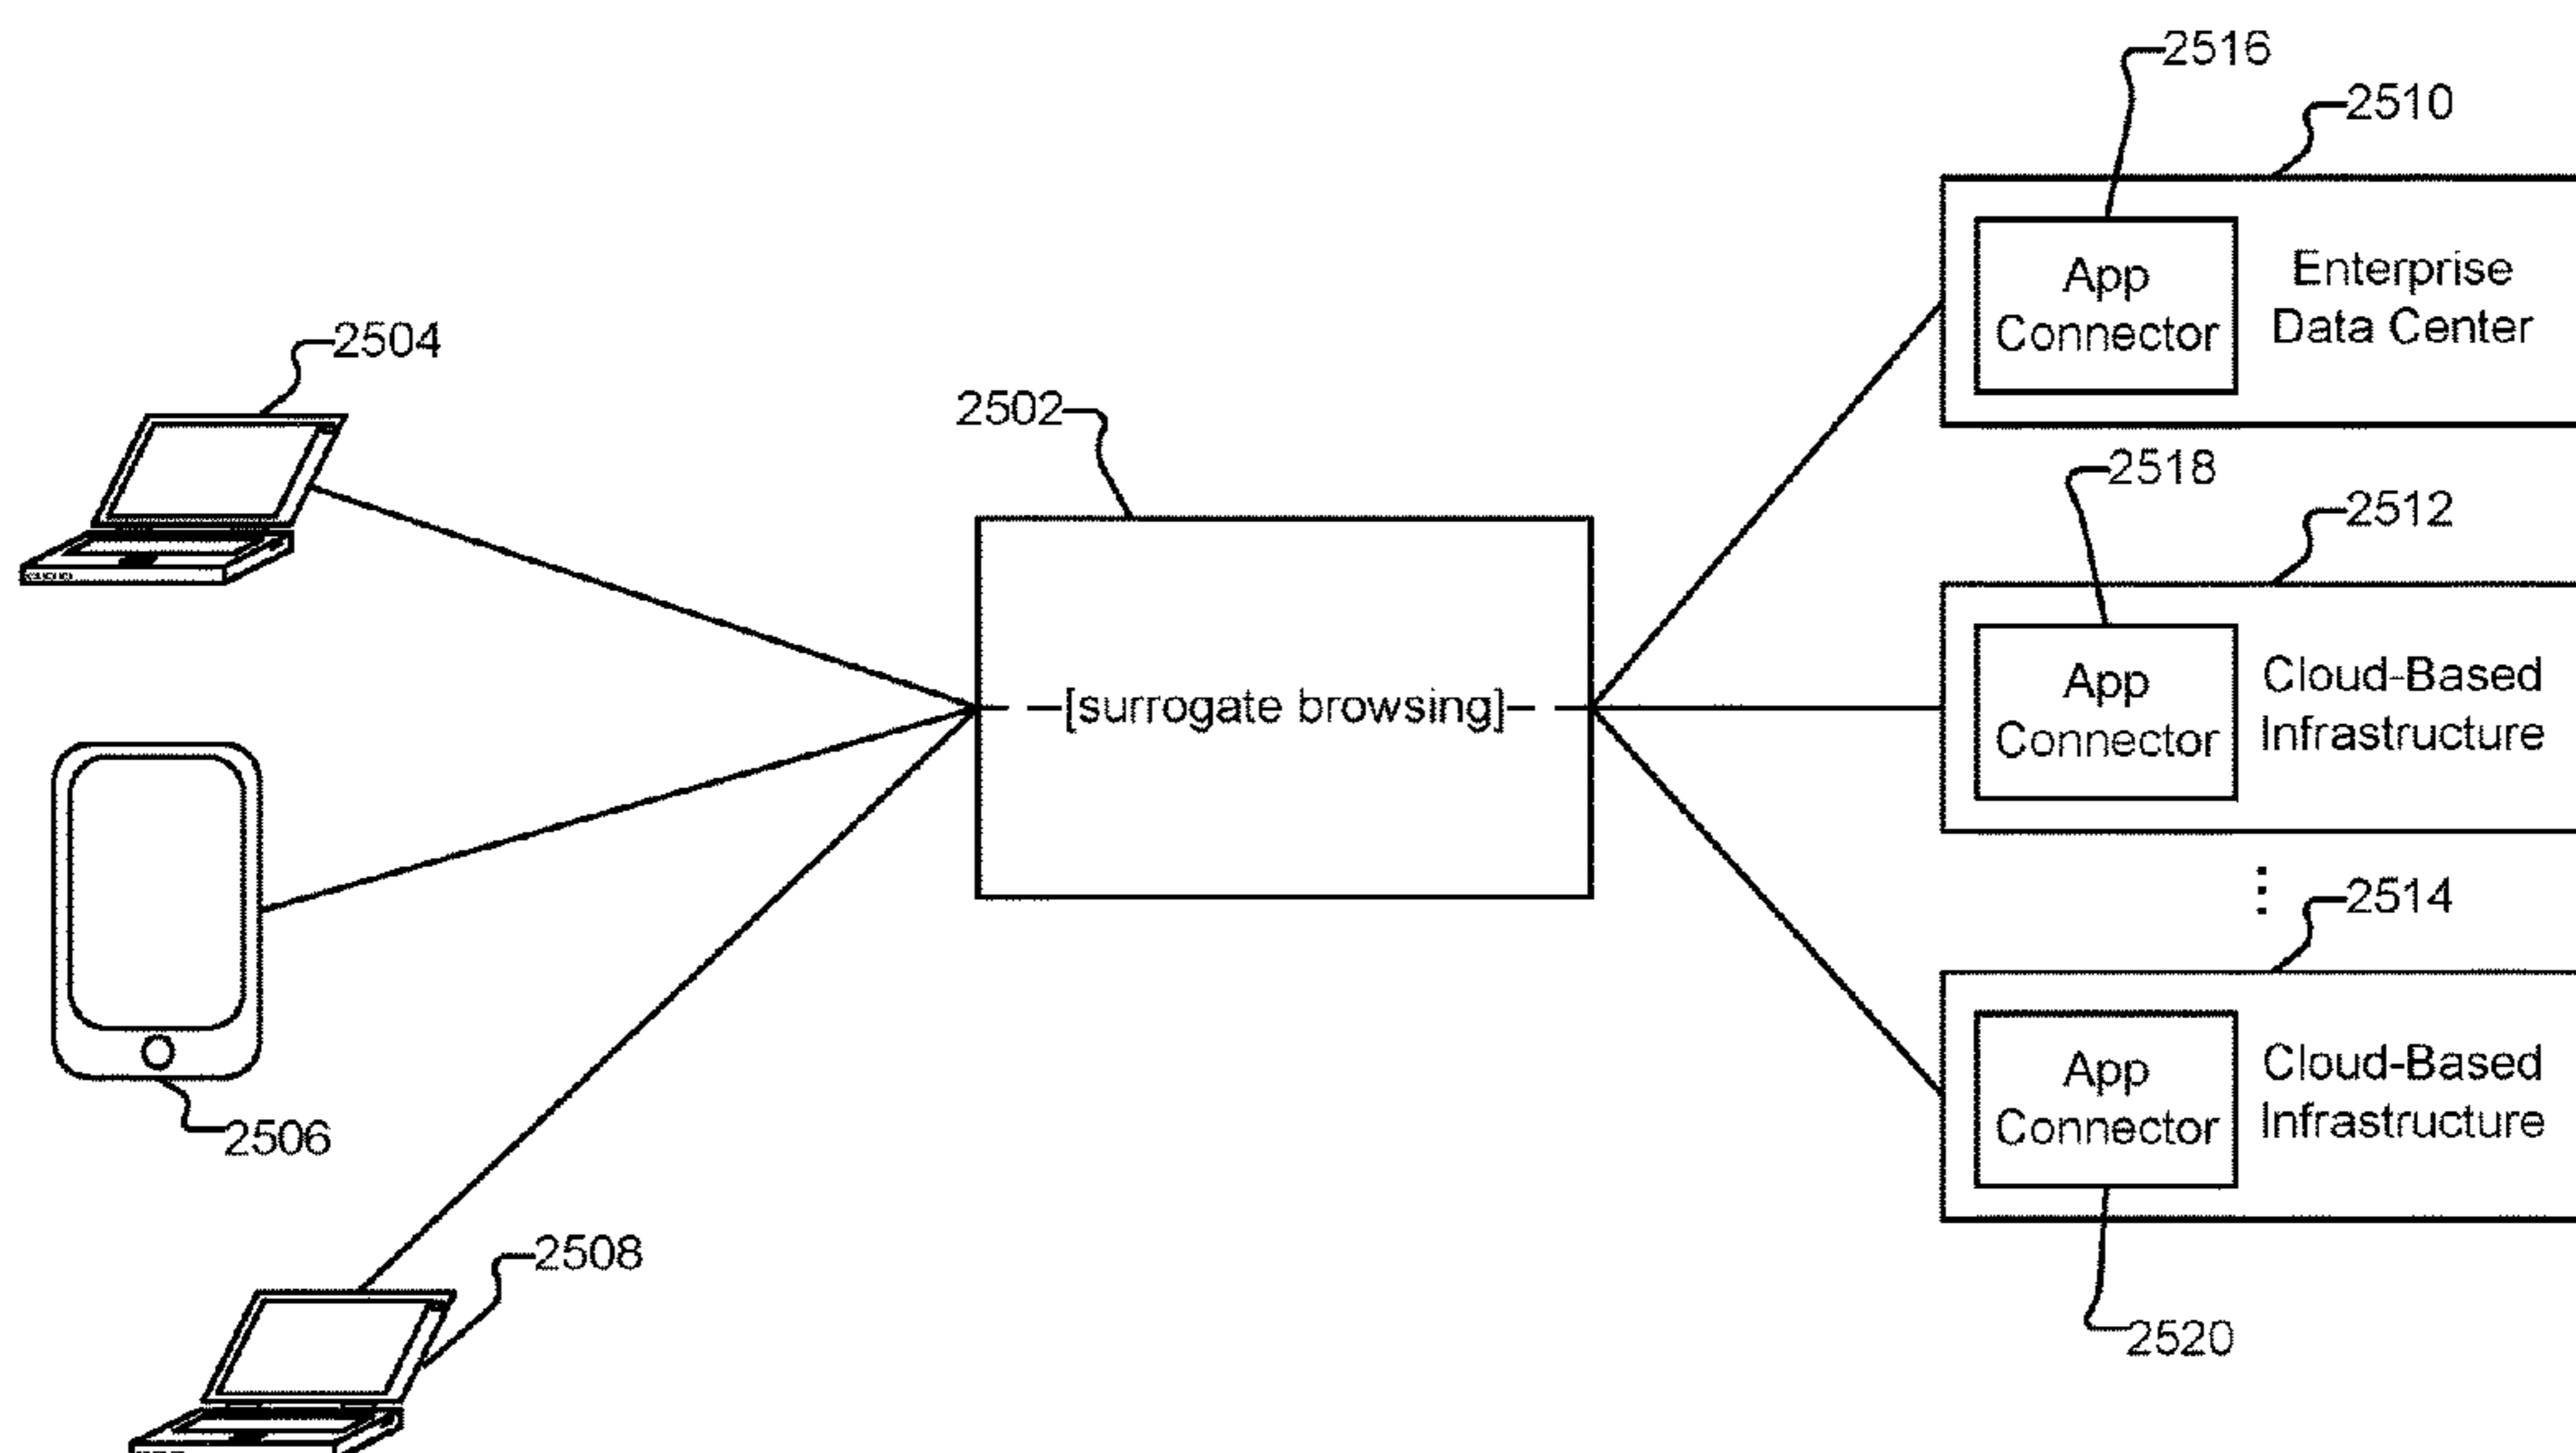 2516
2510
App
Connector
Enterprise
Data Center
2504
2502
2518
2512
[surrogate browsing]
App
Connector
Cloud-Based
Infrastructure
2514
App
Connector
Cloud-Based
Infrastructure
2506
2508
2520